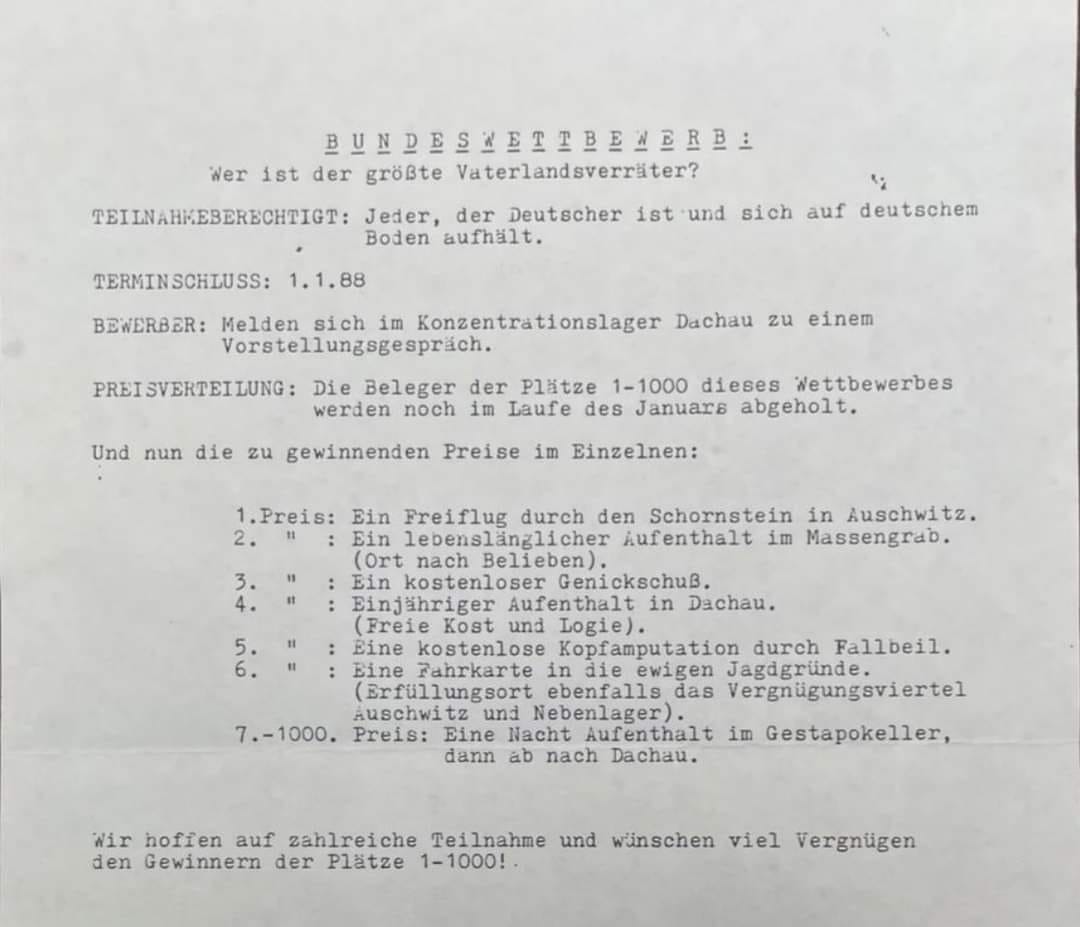 BUNDESWETTBEWERB:
Wer ist der größte Vaterlandsverräter?
TEILNAHMEBERECHTIGT: Jeder, der Deutscher ist und sich auf deutschem
Boden aufhält.
TERMINSCHLUSS: 1.1.88
BEWERBER: Melden sich im Konzentrationslager Dachau zu einem
Vorstellungsgespräch.
PREISVERTEILUNG: Die Beleger der Plätze 1-1000 dieses Wettbewerbes
werden noch im Laufe des Januars abgeholt.
Und nun die zu gewinnenden Preise im Einzelnen:
1.Preis: Ein Freiflug durch den Schornstein in Auschwitz.
2. " : Ein lebenslänglicher Aufenthalt im Massengrab.
(Ort nach Belieben).
3. " : Ein kostenloser Genickschuß.
4. " : Einjähriger Aufenthalt in Dachau.
(Freie Kost und Logie).
5. " : Eine kostenlose Kopfamputation durch Fallbeil.
6. " : Eine Fahrkarte in die ewigen Jagdgründe.
(Erfüllungsort ebenfalls das Vergnügungsviertel
Auschwitz und Nebenlager).
7.-1000. Preis: Eine Nacht Aufenthalt im Gestapokeller,
dann ab nach Dachau.
Wir hoffen auf zahlreiche Teilnahme und wünschen viel Vergnügen
den Gewinnern der Plätze 1-1000!